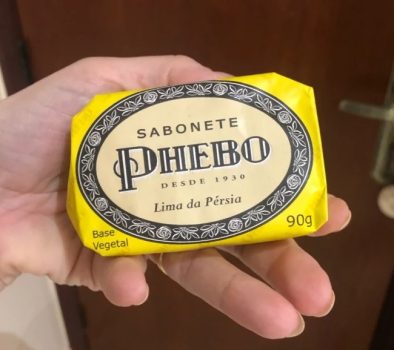 SABONETE
PHEBO
DESDE 1930
Lima da Pérsia
Base
Vegetal
90g